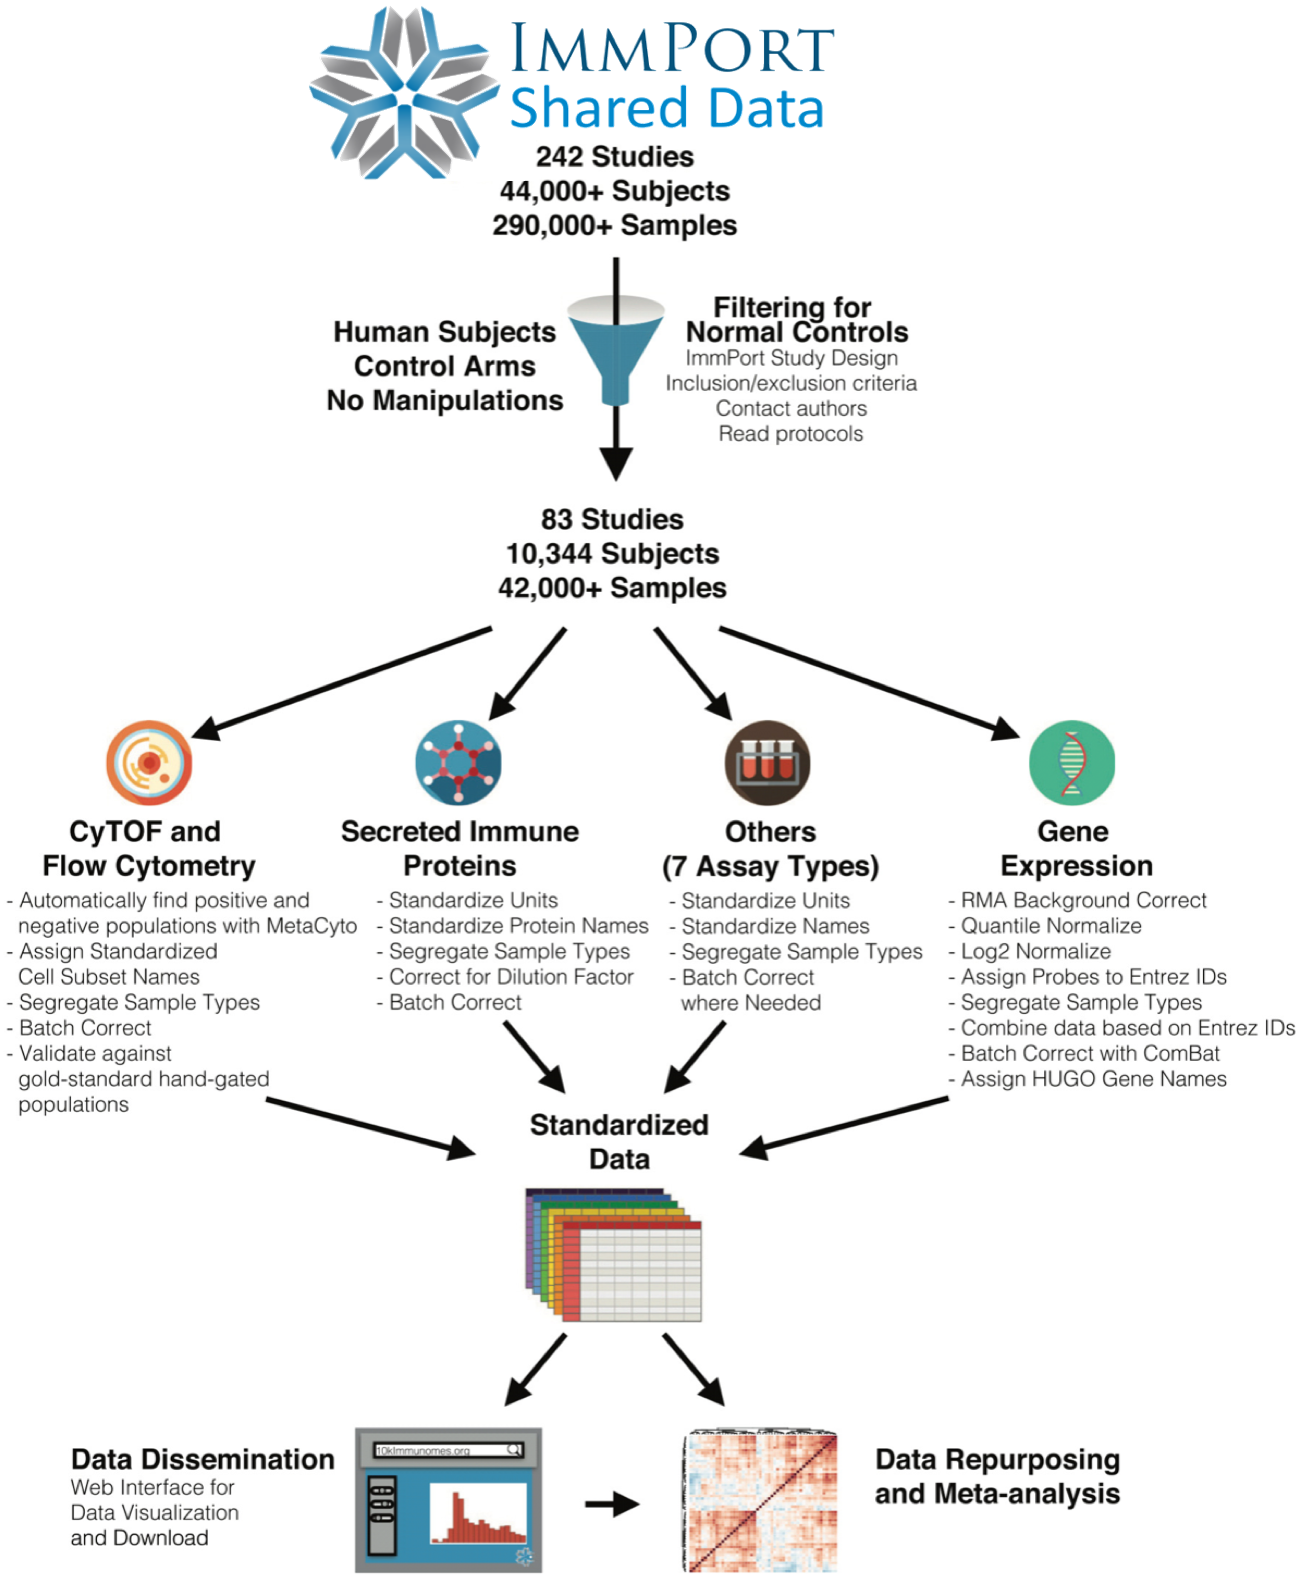 IMMPORT
Shared Data
242 Studies
44,000+ Subjects
290,000+ Samples
Human Subjects
Control Arms
No Manipulations
Filtering for
Normal Controls
ImmPort Study Design
Inclusion/exclusion criteria
Contact authors
Read protocols
83 Studies
10,344 Subjects
42,000+ Samples
CyTOF and
Flow Cytometry
- Automatically find positive and
negative populations with MetaCyto
- Assign Standardized
Cell Subset Names
- Segregate Sample Types
- Batch Correct
- Validate against
gold-standard hand-gated
populations
Secreted Immune
Proteins
- Standardize Units
- Standardize Protein Names
- Segregate Sample Types
- Correct for Dilution Factor
- Batch Correct
Others
(7 Assay Types)
- Standardize Units
- Standardize Names
- Segregate Sample Types
- Batch Correct
where Needed
Gene
Expression
- RMA Background Correct
- Quantile Normalize
- Log2 Normalize
- Assign Probes to Entrez IDs
- Segregate Sample Types
- Combine data based on Entrez IDs
- Batch Correct with ComBat
- Assign HUGO Gene Names
Standardized
Data
Data Dissemination
Web Interface for
Data Visualization
and Download
10kImmunomes.org
Data Repurposing
and Meta-analysis